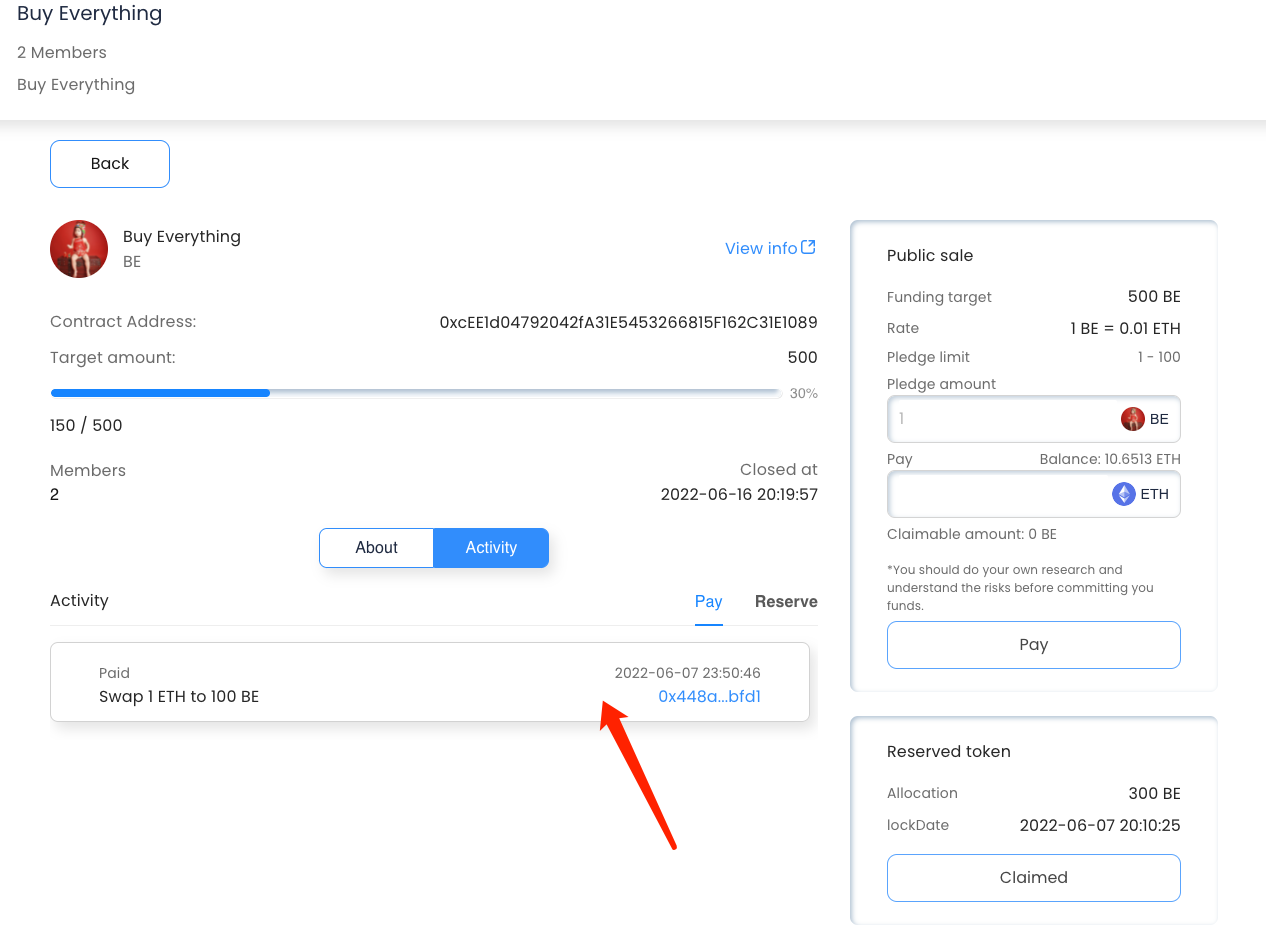 Buy Everything
2 Members
Buy Everything
Back
Buy Everything
BE
View info
Contract Address:
0xcEE1d04792042fA31E5453266815F162C31E1089
Target amount:
500
30%
150 / 500
Members
2
Closed at
2022-06-16 20:19:57
About
Activity
Activity
Pay
Reserve
Paid
2022-06-07 23:50:46
Swap 1 ETH to 100 BE
0x448a...bfd1
Public sale
Funding target
500 BE
Rate
1 BE = 0.01 ETH
Pledge limit
1 - 100
Pledge amount
1
BE
Pay
Balance: 10.6513 ETH
ETH
Claimable amount: 0 BE
*You should do your own research and
understand the risks before committing you
funds.
Pay
Reserved token
Allocation
300 BE
lockDate
2022-06-07 20:10:25
Claimed